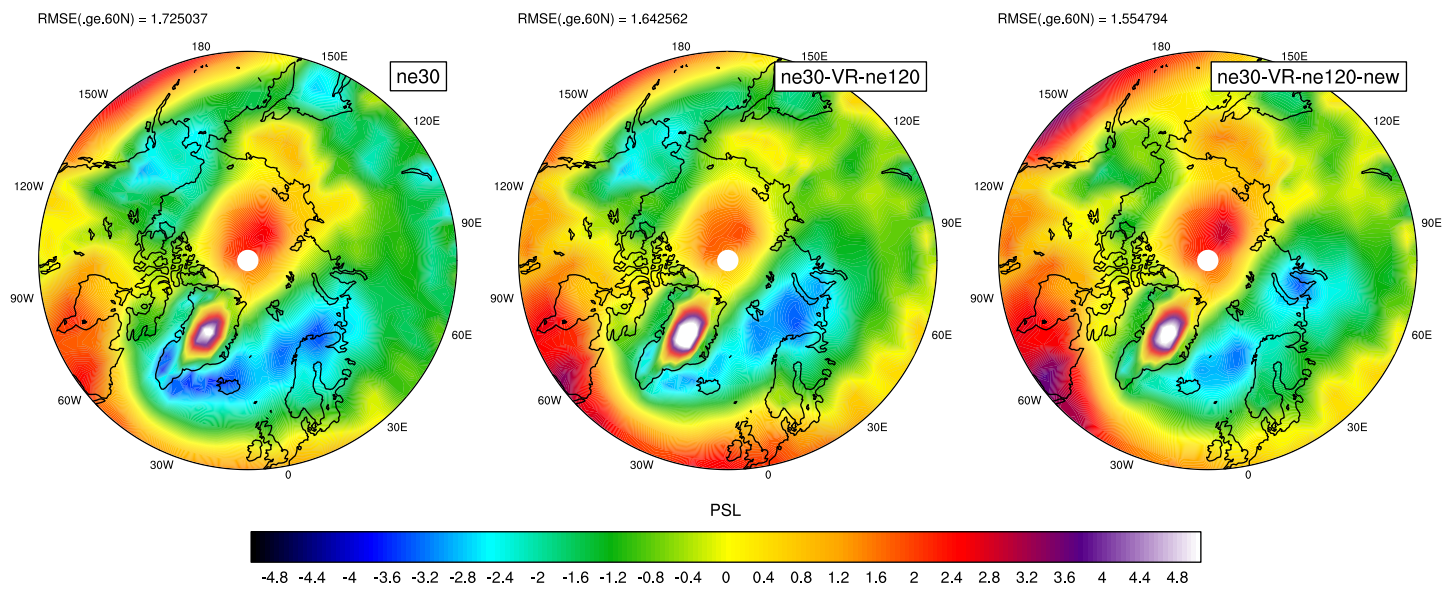 RMSE(.ge.60N) = 1.725037
180
150E
150W
ne30
120E
120W
90E
90W
60E
60W
30E
30W
0
RMSE(.ge.60N) = 1.642562
180
150E
150W
ne30-VR-ne120
120E
120W
90E
90W
60E
60W
30E
30W
0
RMSE(.ge.60N) = 1.554794
180
150E
150W
ne30-VR-ne120-new
120E
120W
90E
90W
60E
60W
30E
30W
0
PSL
-4.8 -4.4 -4 -3.6 -3.2 -2.8 -2.4 -2 -1.6 -1.2 -0.8 -0.4 0 0.4 0.8 1.2 1.6 2 2.4 2.8 3.2 3.6 4 4.4 4.8